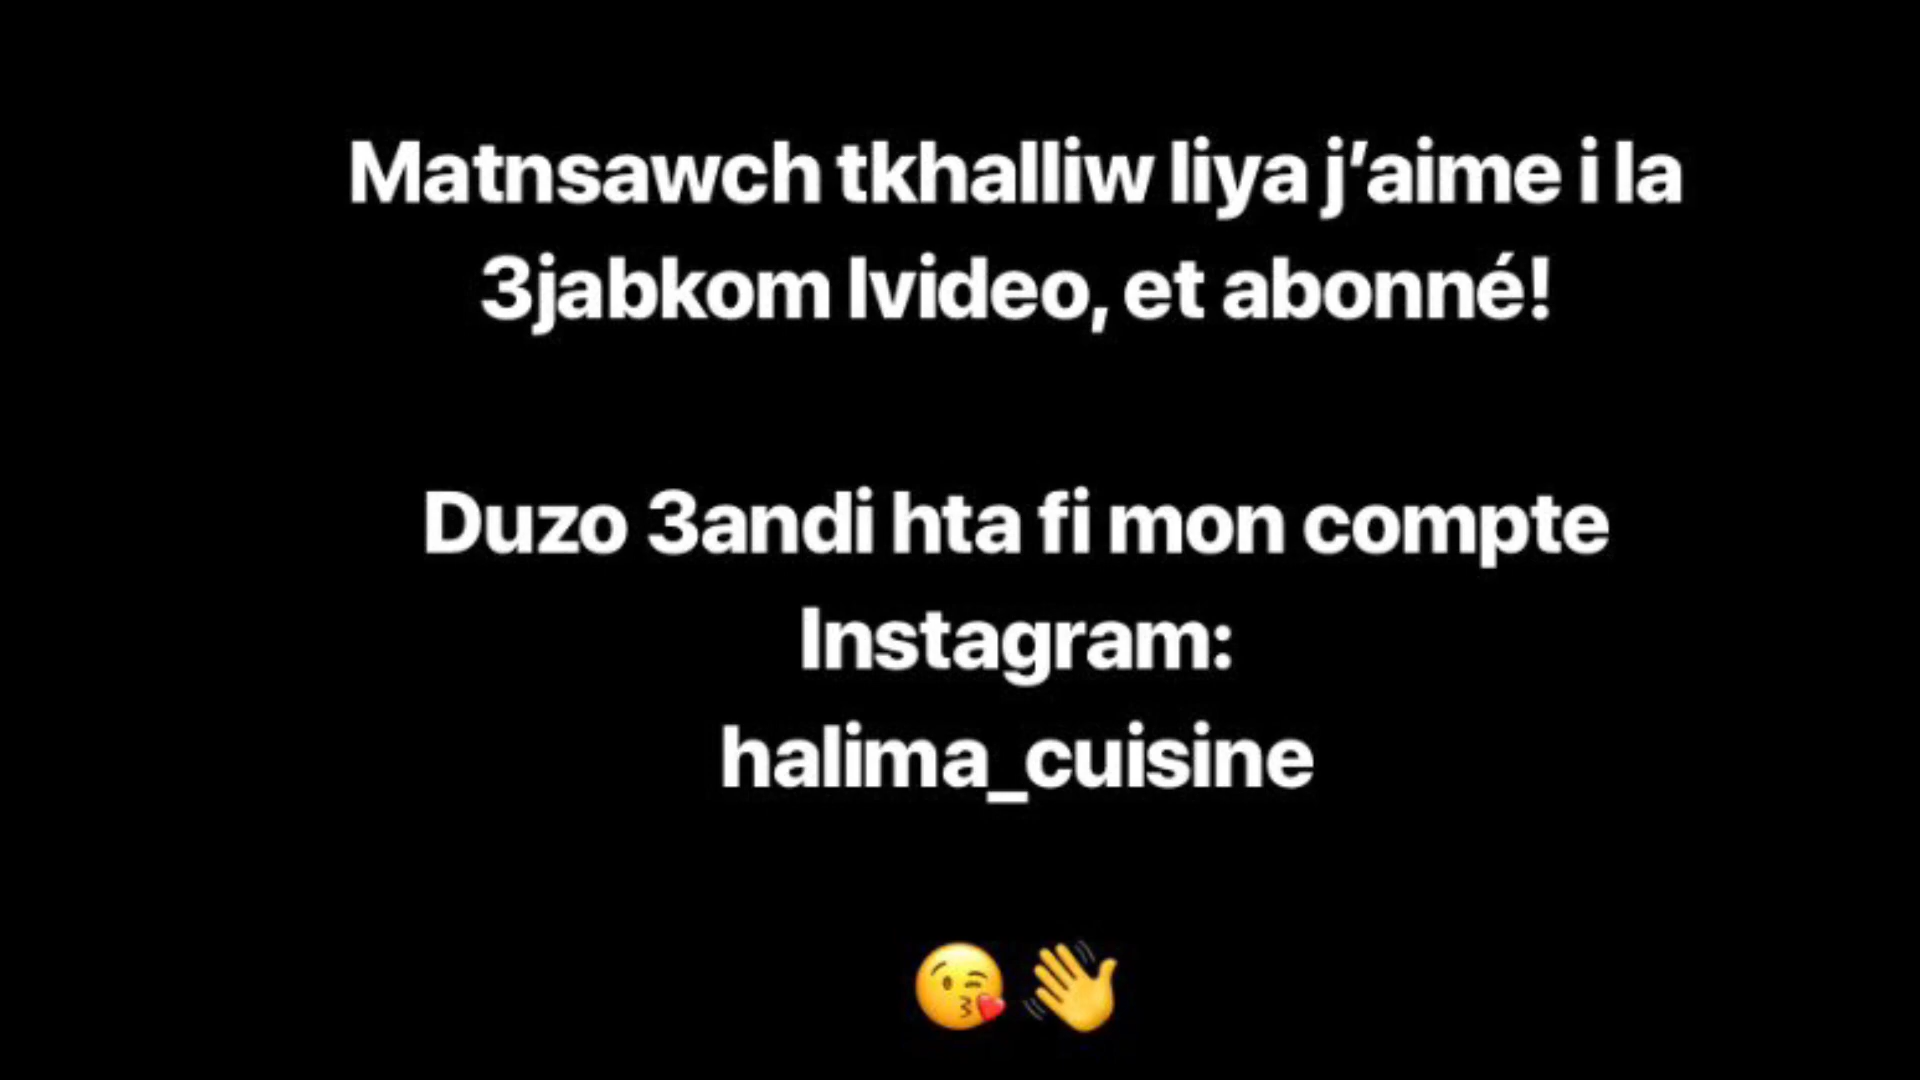 Matnsawch tkhalliw liya j’aime i la
3jabkom lvideo, et abonné!
Duzo 3andi hta fi mon compte
Instagram:
halima_cuisine
😘 👋